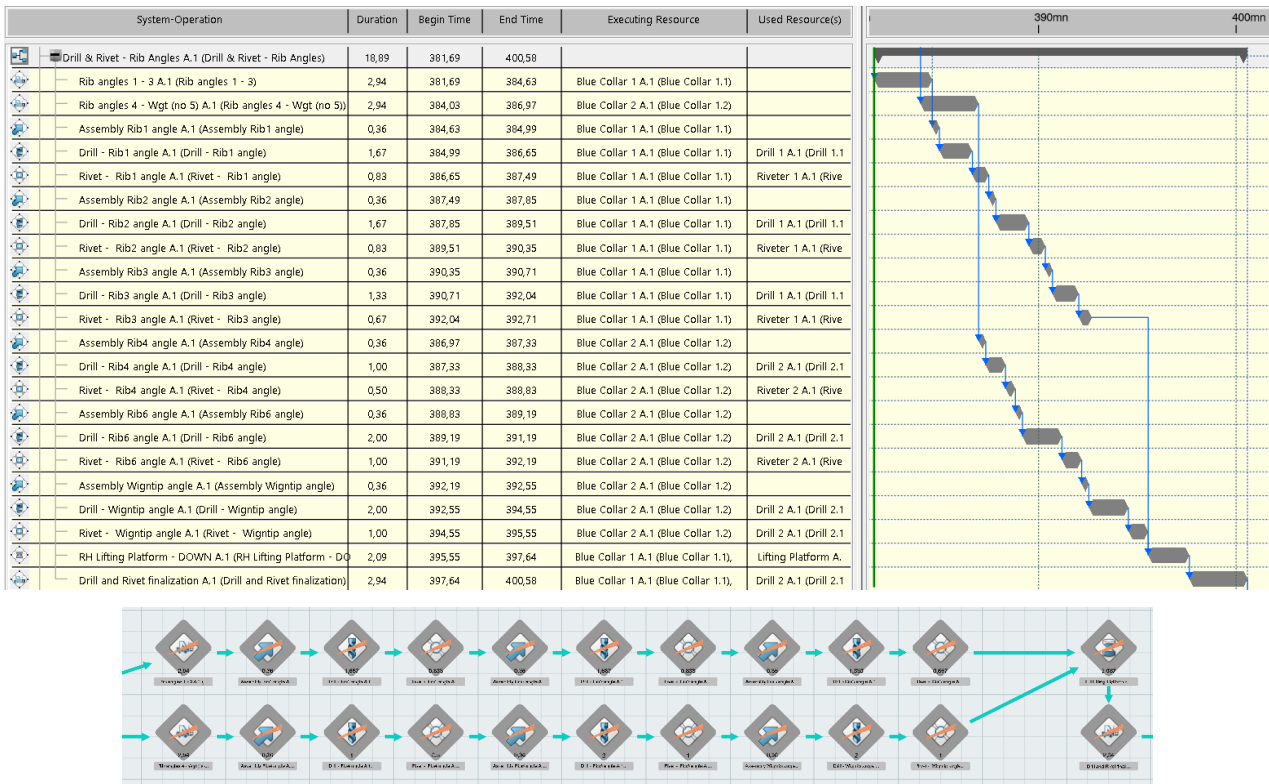 System-Operation Duration Begin Time End Time Executing Resource Used Resource(s) 390mn 400mn
Drill & Rivet - Rib Angles A.1 (Drill & Rivet - Rib Angles) 18,89 381,69 400,58
Rib angles 1 - 3 A.1 (Rib angles 1 - 3) 2,94 381,69 384,63 Blue Collar 1 A.1 (Blue Collar 1.1)
Rib angles 4 - Wgt (no 5) A.1 (Rib angles 4 - Wgt (no 5)) 2,94 384,03 386,97 Blue Collar 2 A.1 (Blue Collar 1.2)
Assembly Rib1 angle A.1 (Assembly Rib1 angle) 0,36 384,63 384,99 Blue Collar 1 A.1 (Blue Collar 1.1)
Drill - Rib1 angle A.1 (Drill - Rib1 angle) 1,67 384,99 386,65 Blue Collar 1 A.1 (Blue Collar 1.1) Drill 1 A.1 (Drill 1.1
Rivet - Rib1 angle A.1 (Rivet - Rib1 angle) 0,83 386,65 387,49 Blue Collar 1 A.1 (Blue Collar 1.1) Riveter 1 A.1 (Rive
Assembly Rib2 angle A.1 (Assembly Rib2 angle) 0,36 387,49 387,85 Blue Collar 1 A.1 (Blue Collar 1.1)
Drill - Rib2 angle A.1 (Drill - Rib2 angle) 1,67 387,85 389,51 Blue Collar 1 A.1 (Blue Collar 1.1) Drill 1 A.1 (Drill 1.1
Rivet - Rib2 angle A.1 (Rivet - Rib2 angle) 0,83 389,51 390,35 Blue Collar 1 A.1 (Blue Collar 1.1) Riveter 1 A.1 (Rive
Assembly Rib3 angle A.1 (Assembly Rib3 angle) 0,36 390,35 390,71 Blue Collar 1 A.1 (Blue Collar 1.1)
Drill - Rib3 angle A.1 (Drill - Rib3 angle) 1,33 390,71 392,04 Blue Collar 1 A.1 (Blue Collar 1.1) Drill 1 A.1 (Drill 1.1
Rivet - Rib3 angle A.1 (Rivet - Rib3 angle) 0,67 392,04 392,71 Blue Collar 1 A.1 (Blue Collar 1.1) Riveter 1 A.1 (Rive
Assembly Rib4 angle A.1 (Assembly Rib4 angle) 0,36 386,97 387,33 Blue Collar 2 A.1 (Blue Collar 1.2)
Drill - Rib4 angle A.1 (Drill - Rib4 angle) 1,00 387,33 388,33 Blue Collar 2 A.1 (Blue Collar 1.2) Drill 2 A.1 (Drill 2.1
Rivet - Rib4 angle A.1 (Rivet - Rib4 angle) 0,50 388,33 388,83 Blue Collar 2 A.1 (Blue Collar 1.2) Riveter 2 A.1 (Rive
Assembly Rib6 angle A.1 (Assembly Rib6 angle) 0,36 388,83 389,19 Blue Collar 2 A.1 (Blue Collar 1.2)
Drill - Rib6 angle A.1 (Drill - Rib6 angle) 2,00 389,19 391,19 Blue Collar 2 A.1 (Blue Collar 1.2) Drill 2 A.1 (Drill 2.1
Rivet - Rib6 angle A.1 (Rivet - Rib6 angle) 1,00 391,19 392,19 Blue Collar 2 A.1 (Blue Collar 1.2) Riveter 2 A.1 (Rive
Assembly Wigntip angle A.1 (Assembly Wigntip angle) 0,36 392,19 392,55 Blue Collar 2 A.1 (Blue Collar 1.2)
Drill - Wigntip angle A.1 (Drill - Wigntip angle) 2,00 392,55 394,55 Blue Collar 2 A.1 (Blue Collar 1.2) Drill 2 A.1 (Drill 2.1
Rivet - Wigntip angle A.1 (Rivet - Wigntip angle) 1,00 394,55 395,55 Blue Collar 2 A.1 (Blue Collar 1.2) Drill 2 A.1 (Drill 2.1
RH Lifting Platform - DOWN A.1 (RH Lifting Platform - DO 2,09 395,55 397,64 Blue Collar 1 A.1 (Blue Collar 1.1), Lifting Platform A.
Drill and Rivet finalization A.1 (Drill and Rivet finalization) 2,94 397,64 400,58 Blue Collar 1 A.1 (Blue Collar 1.1), Drill 2 A.1 (Drill 2.1